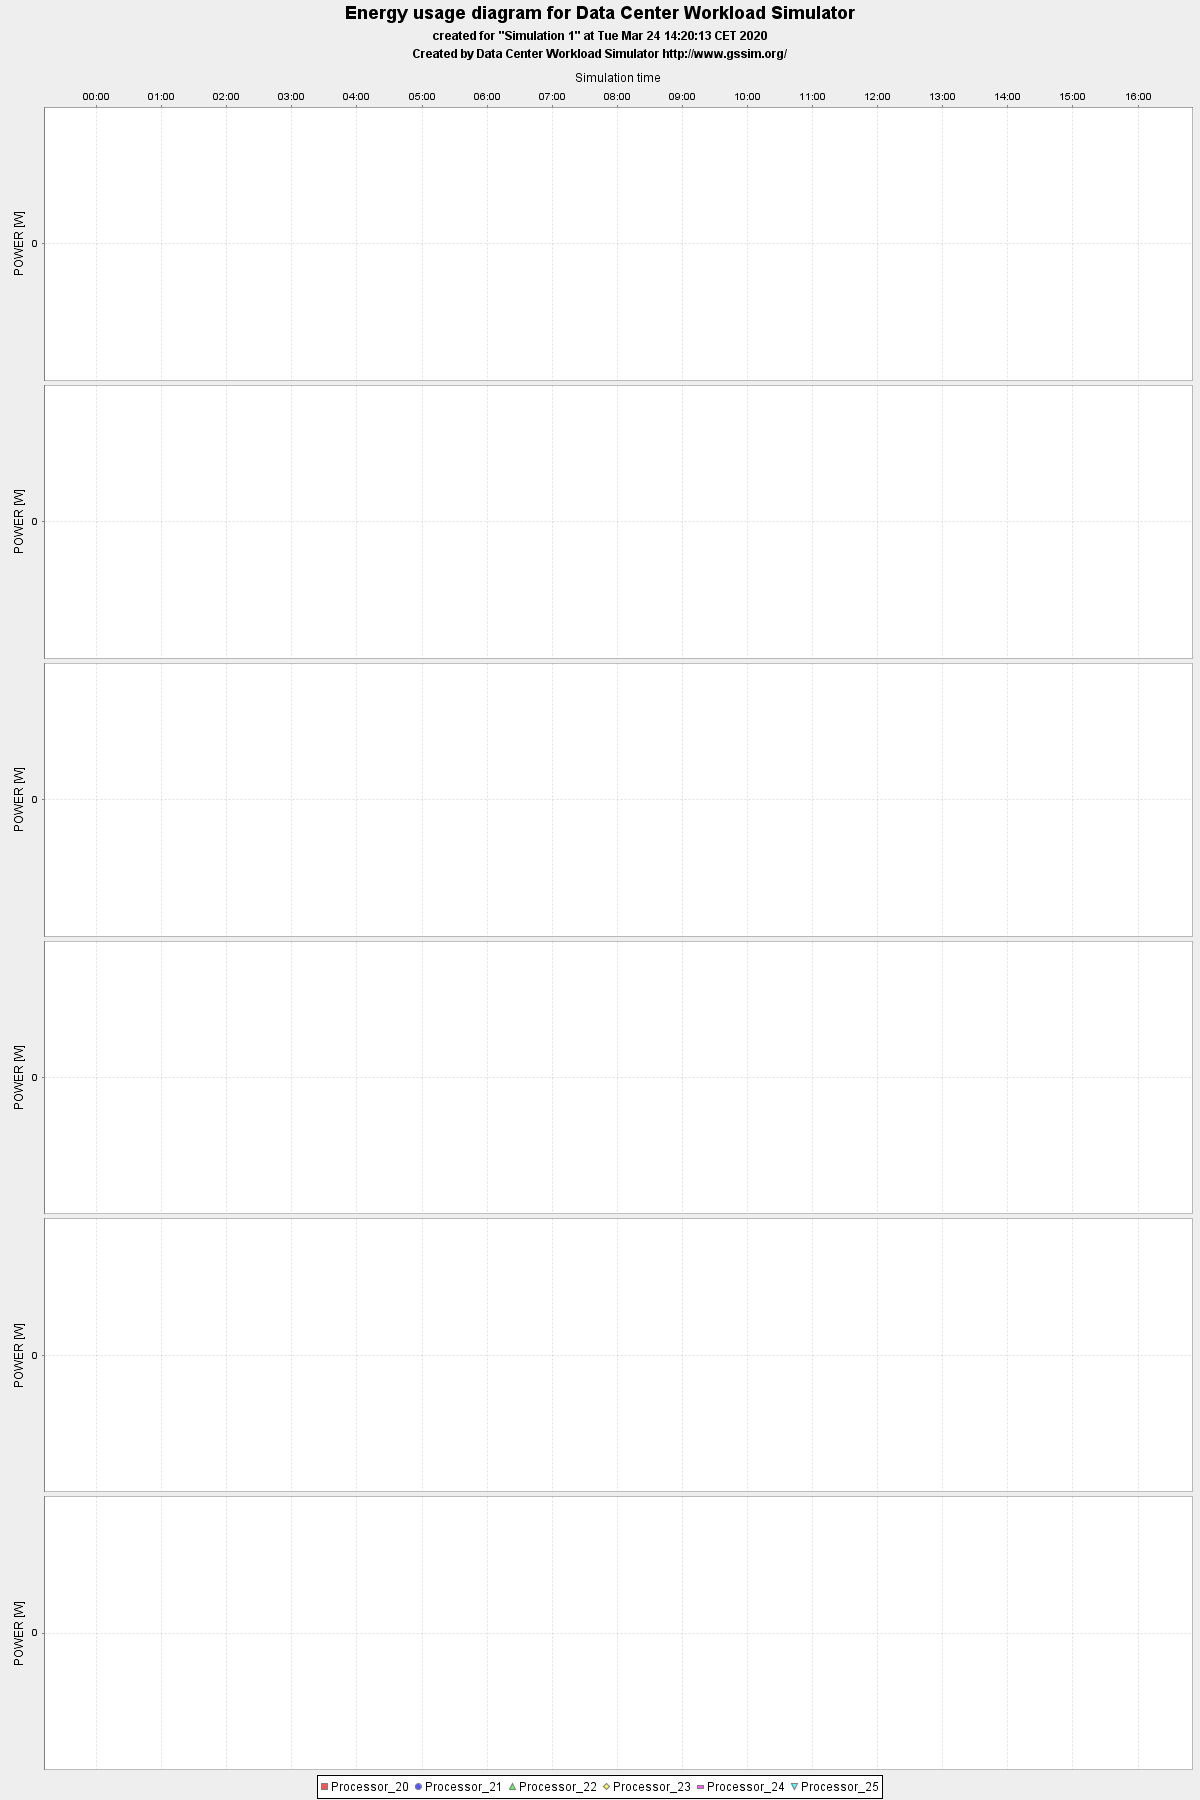 Energy usage diagram for Data Center Workload Simulator
created for "Simulation 1" at Tue Mar 24 14:20:13 CET 2020
Created by Data Center Workload Simulator http://www.gssim.org/
Simulation time
00:00 01:00 02:00 03:00 04:00 05:00 06:00 07:00 08:00 09:00 10:00 11:00 12:00 13:00 14:00 15:00 16:00
POWER [W]
0
POWER [W]
0
POWER [W]
0
POWER [W]
0
POWER [W]
0
POWER [W]
0
Processor_20 Processor_21 Processor_22 Processor_23 Processor_24 Processor_25